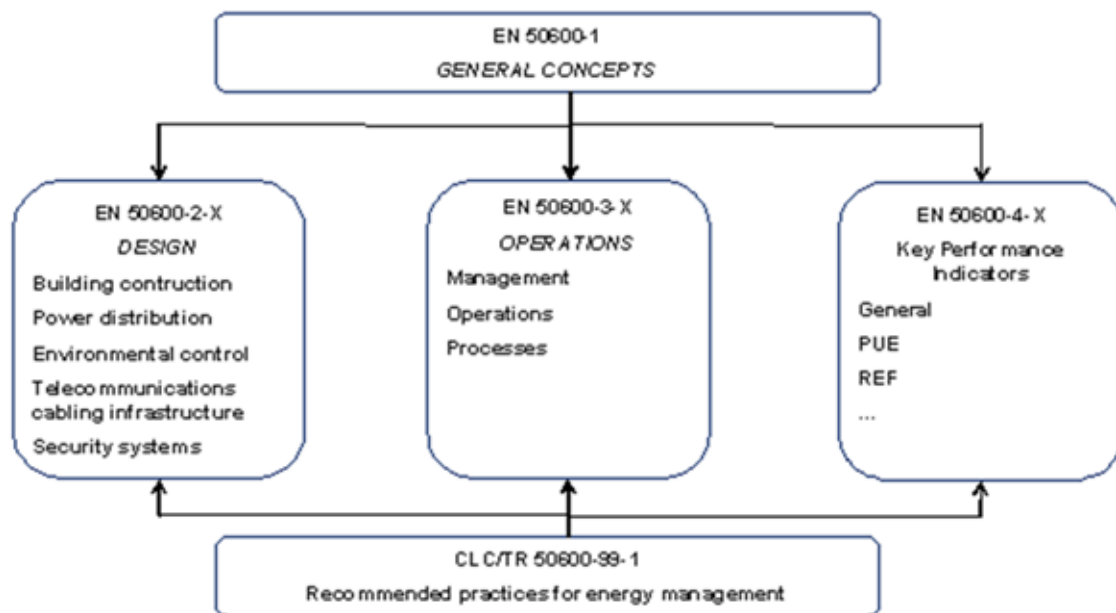 EN 50600-1
GENERAL CONCEPTS
EN 50600-2-X
DESIGN
Building contruction
Power distribution
Environmental control
Telecommunications
cabling infrastructure
Security systems
EN 50600-3-X
OPERATIONS
Management
Operations
Processes
EN 50600-4-X
Key Performance
Indicators
General
PUE
REF
...
CLC/TR 50600-99-1
Recommended practices for energy management